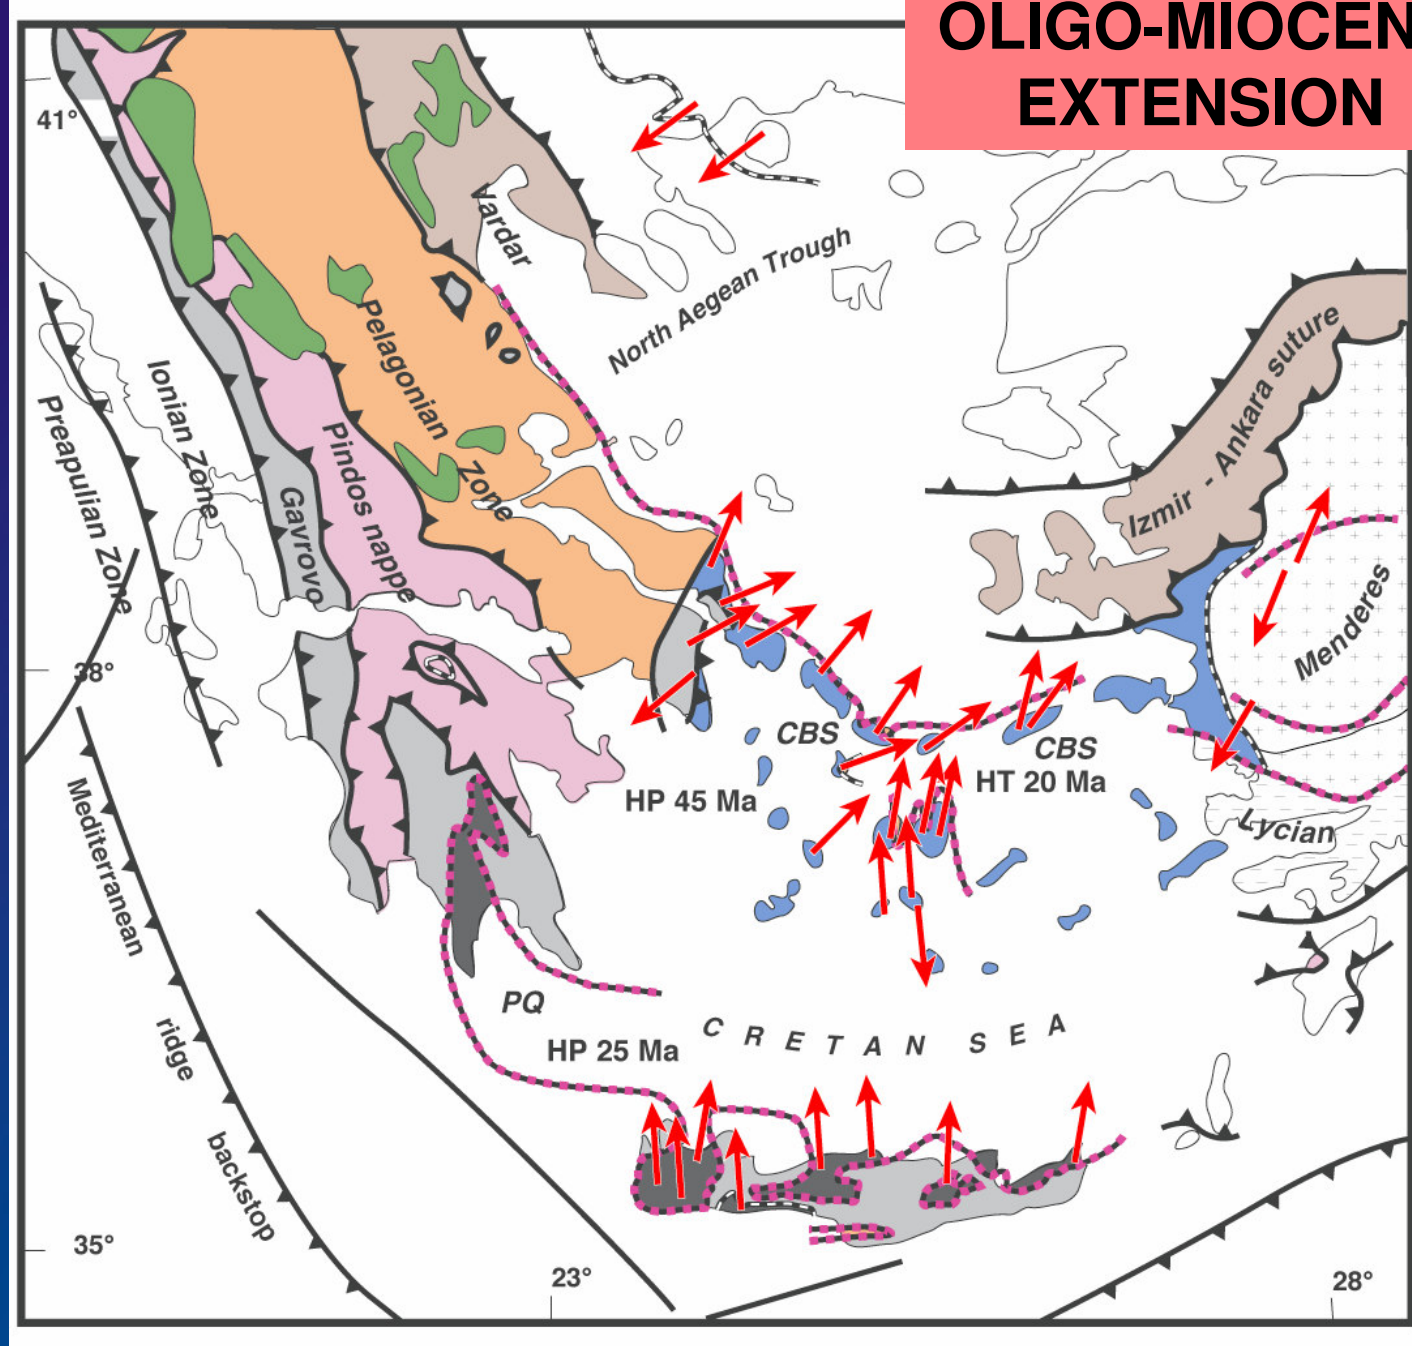 OLIGO-MIOCEN
EXTENSION
41°
Vardar
North Aegean Trough
Pelagonian
Zone
Ionian Zone
Preapulian Zone
Gavrovo
Pindos nappe
Izmir - Ankara suture
Menderes
38°
CBS
CBS
HP 45 Ma
HT 20 Ma
Lycian
Mediterranean
ridge
backstop
PQ
HP 25 Ma
CRETAN SEA
35°
23°
28°